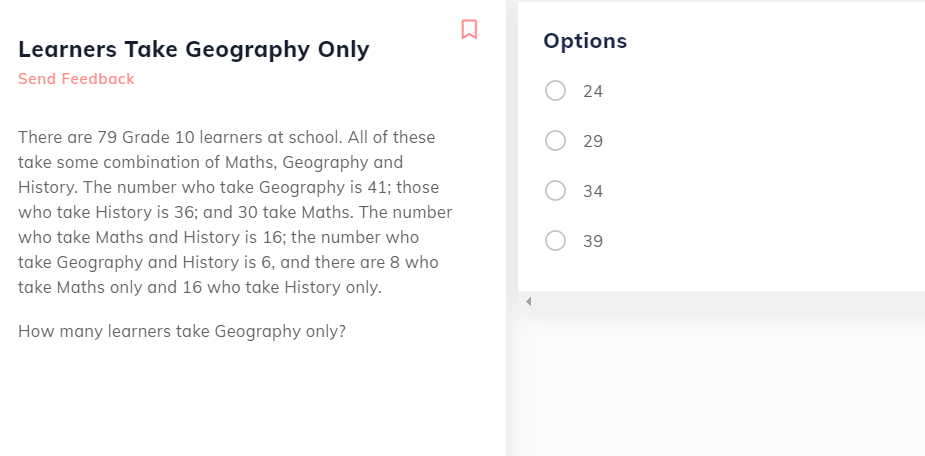 Learners Take Geography Only
Send Feedback
There are 79 Grade 10 learners at school. All of these
take some combination of Maths, Geography and
History. The number who take Geography is 41; those
who take History is 36; and 30 take Maths. The number
who take Maths and History is 16; the number who
take Geography and History is 6, and there are 8 who
take Maths only and 16 who take History only.
How many learners take Geography only?
Options
24
29
34
39